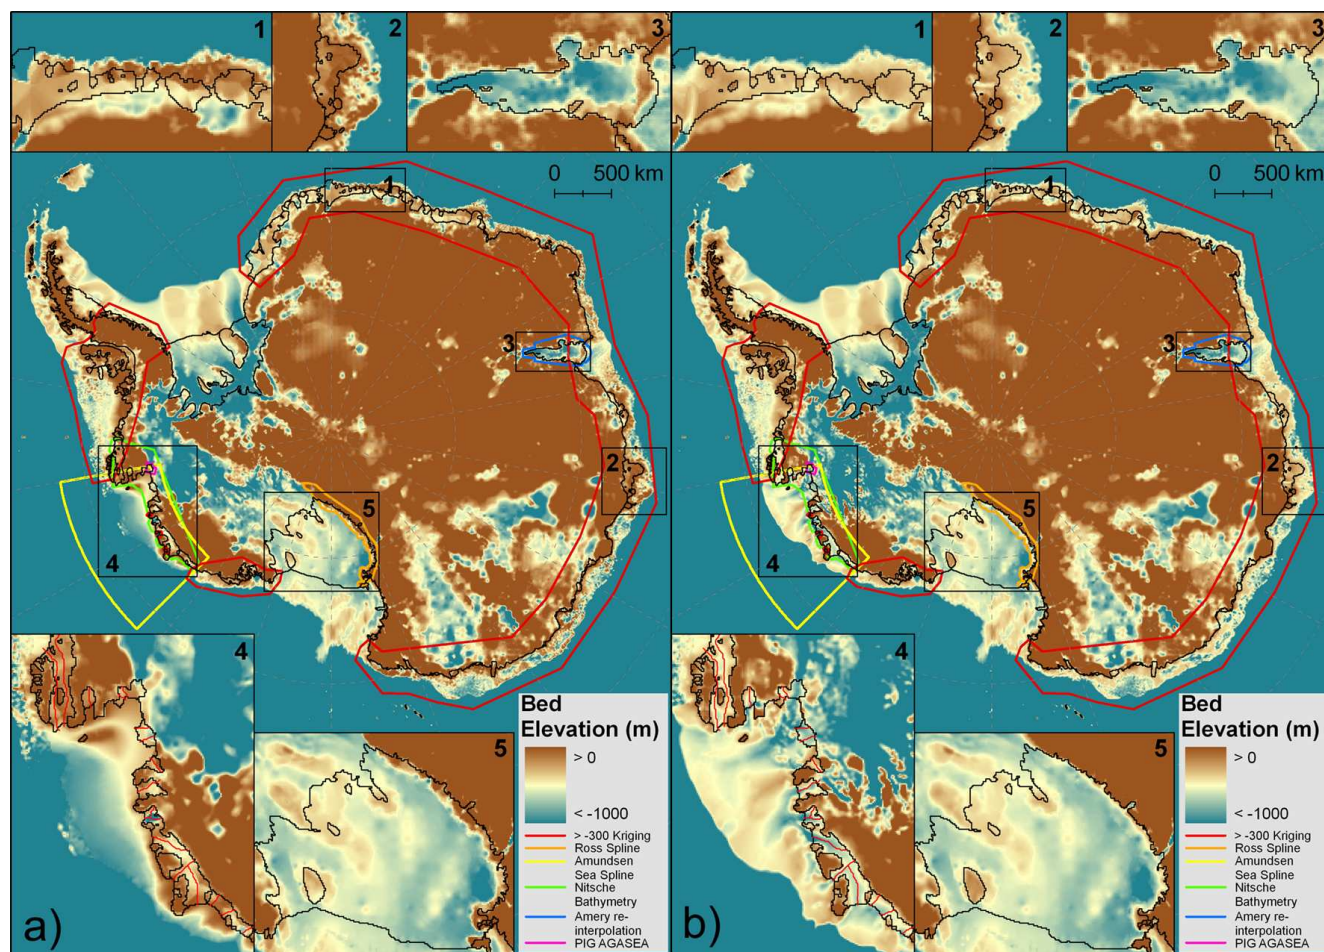 1
2
3
1
2
3
0 500 km
1
3
2
5
4
0 500 km
1
3
2
5
4
4
5
a)
Bed
Elevation (m)
> 0
< -1000
> -300 Kriging
Ross Spline
Amundsen
Sea Spline
Nitsche
Bathymetry
Amery re-
interpolation
PIG AGASEA
4
5
b)
Bed
Elevation (m)
> 0
< -1000
> -300 Kriging
Ross Spline
Amundsen
Sea Spline
Nitsche
Bathymetry
Amery re-
interpolation
PIG AGASEA